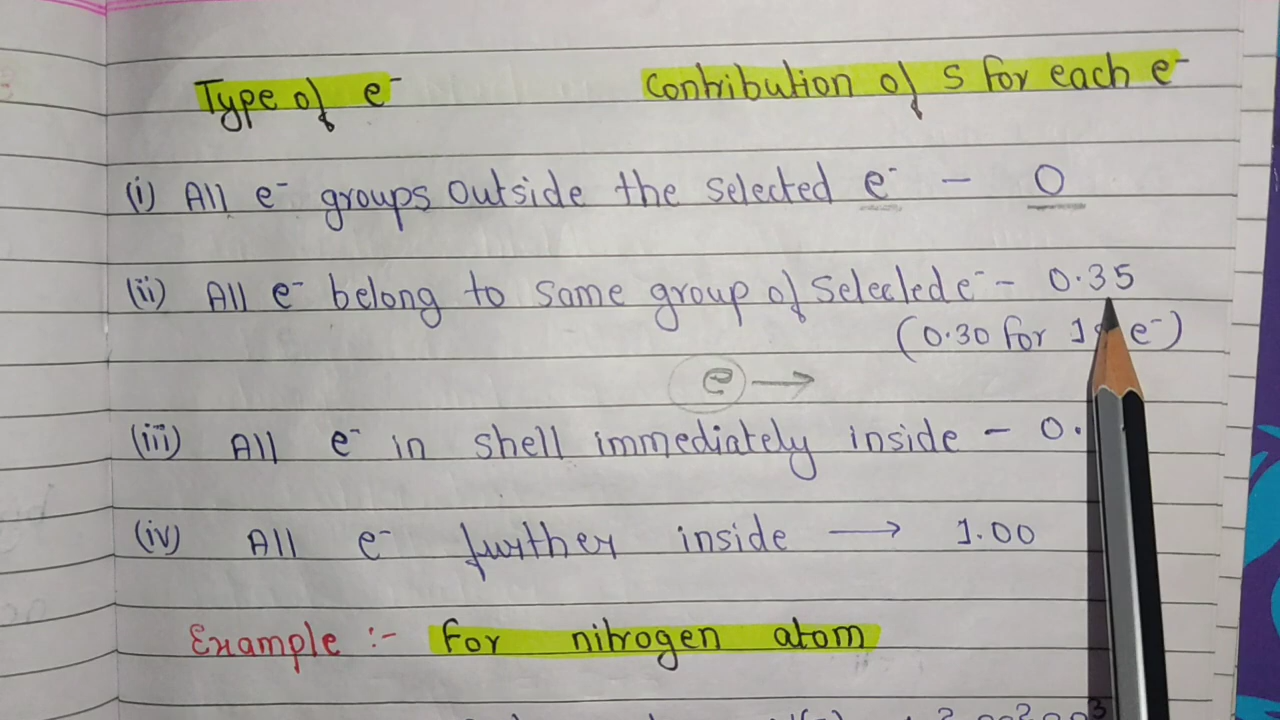 Type of e⁻ Contribution of S for each e⁻
(i) All e⁻ groups outside the selected e⁻ - 0
(ii) All e⁻ belong to same group of selected e⁻ - 0.35
(0.30 for e⁻)
e →
(iii) All e⁻ in shell immediately inside - 0.
(iv) All e⁻ further inside → 1.00
Example :- For nitrogen atom